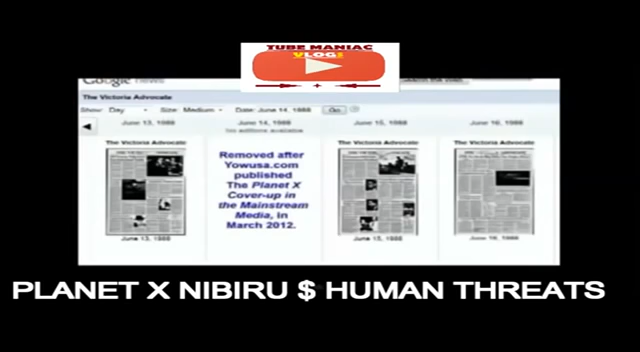 TUBE MANIAC
VLOGS
Google news
The Victoria Advocate
Show: Day Size: Medium Date: June 14, 1988 Go
June 13, 1988 June 14, 1988 June 15, 1988 June 16, 1988
No editions available
The Victoria Advocate The Victoria Advocate The Victoria Advocate
Removed after
Yowusa.com
published
The Planet X
Cover-up in
the Mainstream
Media, in
March 2012.
June 13, 1988 June 15, 1988 June 16, 1988
PLANET X NIBIRU $ HUMAN THREATS